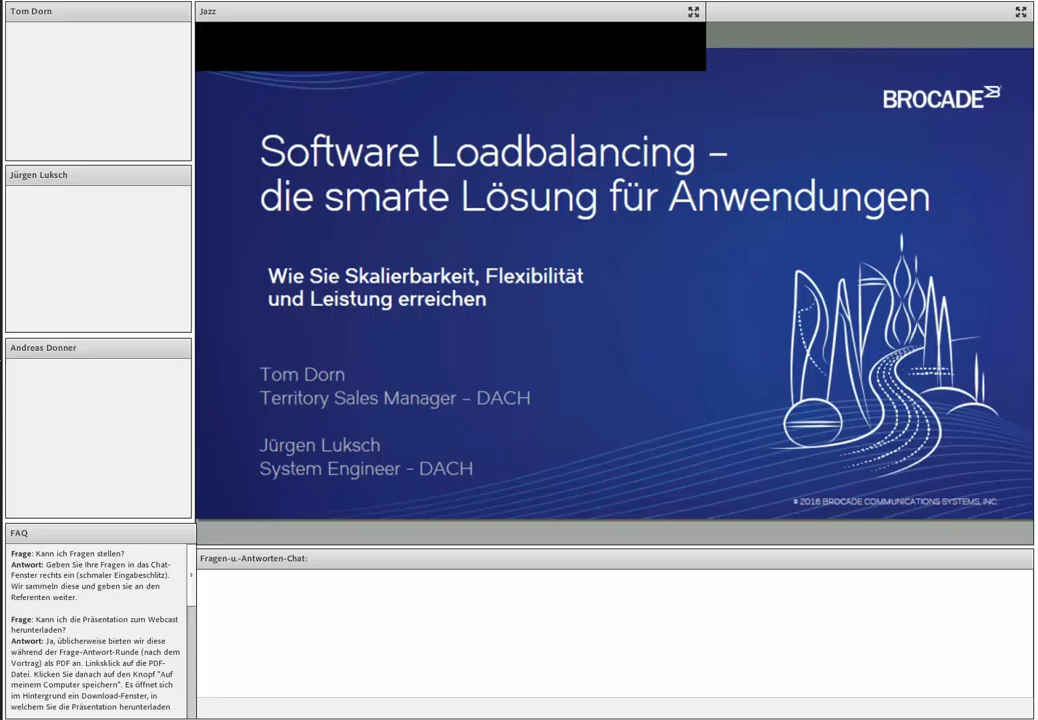 Tom Dorn
Jazz
BROCADE
Software Loadbalancing –
die smarte Lösung für Anwendungen
Wie Sie Skalierbarkeit, Flexibilität
und Leistung erreichen
Tom Dorn
Territory Sales Manager – DACH
Jürgen Luksch
System Engineer - DACH
© 2016 BROCADE COMMUNICATIONS SYSTEMS, INC.
Jürgen Luksch
Andreas Donner
FAQ
Frage: Kann ich Fragen stellen?
Antwort: Geben Sie Ihre Fragen in das Chat-
Fenster rechts ein (schmaler Eingabeschlitz).
Wir sammeln diese und geben sie an den
Referenten weiter.
Frage: Kann ich die Präsentation zum Webcast
herunterladen?
Antwort: Ja, üblicherweise bieten wir diese
während der Frage-Antwort-Runde (nach dem
Vortrag) als PDF an. Linksklick auf die PDF-
Datei. Klicken Sie danach auf den Knopf "Auf
meinem Computer speichern". Es öffnet sich
im Hintergrund ein Download-Fenster, in
welchem Sie die Präsentation herunterladen
Fragen-u.-Antworten-Chat: